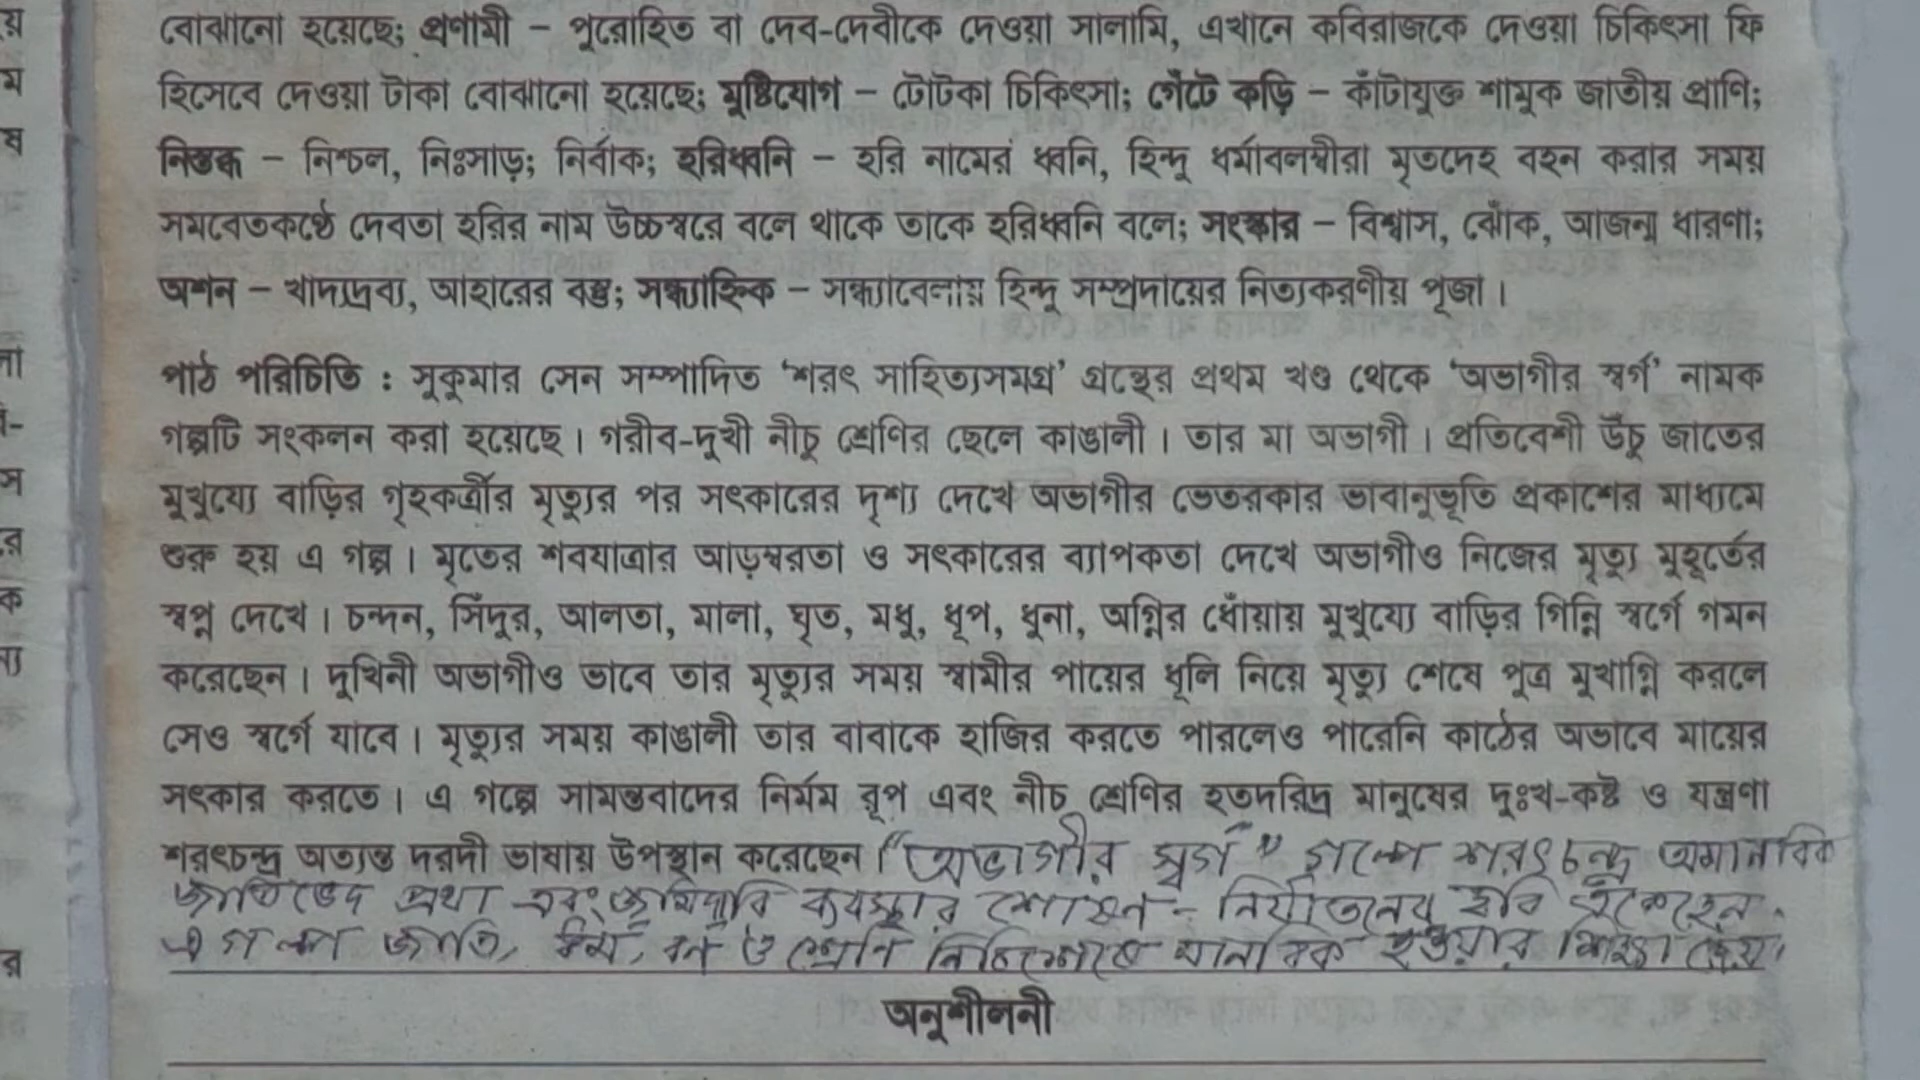 বোঝানো হয়েছে; প্রণামী – পুরোহিত বা দেব-দেবীকে দেওয়া সালামি, এখানে কবিরাজকে দেওয়া চিকিৎসা ফি
হিসেবে দেওয়া টাকা বোঝানো হয়েছে; মুষ্টিযোগ – টোটকা চিকিৎসা; গেঁটে কড়ি – কাঁটাযুক্ত শামুক জাতীয় প্রাণি;
নিস্তব্ধ – নিশ্চল, নিঃসাড়; নির্বাক; হরিধ্বনি – হরি নামের ধ্বনি, হিন্দু ধর্মাবলম্বীরা মৃতদেহ বহন করার সময়
সমবেতকণ্ঠে দেবতা হরির নাম উচ্চস্বরে বলে থাকে তাকে হরিধ্বনি বলে; সংস্কার – বিশ্বাস, ঝোঁক, আজন্ম ধারণা;
অশন – খাদ্যদ্রব্য, আহারের বস্তু; সন্ধ্যাহ্নিক – সন্ধ্যাবেলায় হিন্দু সম্প্রদায়ের নিত্যকরণীয় পূজা।
পাঠ পরিচিতি : সুকুমার সেন সম্পাদিত ‘শরৎ সাহিত্যসমগ্র’ গ্রন্থের প্রথম খণ্ড থেকে ‘অভাগীর স্বর্গ’ নামক
গল্পটি সংকলন করা হয়েছে। গরীব-দুখী নীচু শ্রেণির ছেলে কাঙালী। তার মা অভাগী। প্রতিবেশী উঁচু জাতের
মুখুয্যে বাড়ির গৃহকর্ত্রীর মৃত্যুর পর সৎকারের দৃশ্য দেখে অভাগীর ভেতরকার ভাবানুভূতি প্রকাশের মাধ্যমে
শুরু হয় এ গল্প। মৃতের শবযাত্রার আড়ম্বরতা ও সৎকারের ব্যাপকতা দেখে অভাগীও নিজের মৃত্যু মুহূর্তের
স্বপ্ন দেখে। চন্দন, সিঁদুর, আলতা, মালা, ঘৃত, মধু, ধূপ, ধুনা, অগ্নির ধোঁয়ায় মুখুয্যে বাড়ির গিন্নি স্বর্গে গমন
করেছেন। দুখিনী অভাগীও ভাবে তার মৃত্যুর সময় স্বামীর পায়ের ধূলি নিয়ে মৃত্যু শেষে পুত্র মুখাগ্নি করলে
সেও স্বর্গে যাবে। মৃত্যুর সময় কাঙালী তার বাবাকে হাজির করতে পারলেও পারেনি কাঠের অভাবে মায়ের
সৎকার করতে। এ গল্পে সামন্তবাদের নির্মম রূপ এবং নীচ শ্রেণির হতদরিদ্র মানুষের দুঃখ-কষ্ট ও যন্ত্রণা
শরৎচন্দ্র অত্যন্ত দরদী ভাষায় উপস্থান করেছেন। “অভাগীর স্বর্গ” গল্পে শরৎচন্দ্র অমানবিক
জাতিভেদ প্রথা এবং জমিদারি ব্যবস্থার শোষণ - নির্যাতনের ছবি এঁকেছেন.
এ গল্প জাতি, ধর্ম, বর্ণ ও শ্রেণি নির্বিশেষে মানবিক হওয়ার শিক্ষা দেয়।
অনুশীলনী